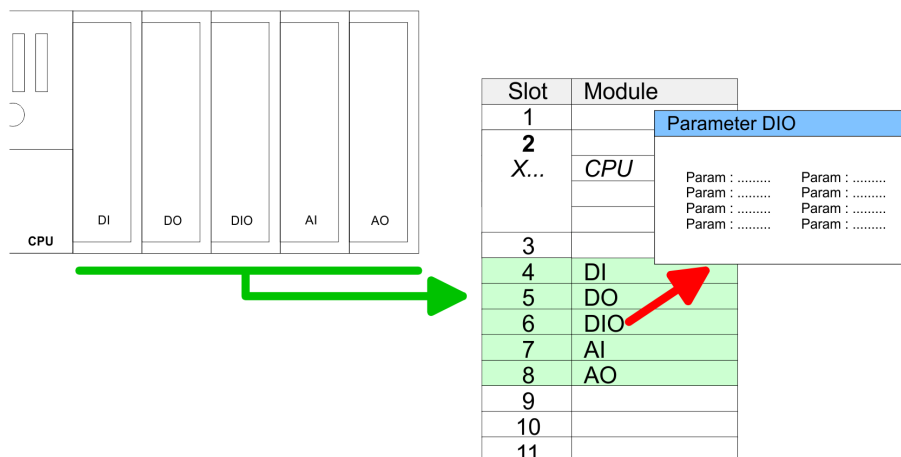 DI DO DIO AI AO
CPU
Slot Module
1
2
X... CPU
3
4 DI
5 DO
6 DIO
7 AI
8 AO
9
10
11
Parameter DIO
Param : ......... Param : .........
Param : ......... Param : .........
Param : ......... Param : .........
Param : ......... Param : .........